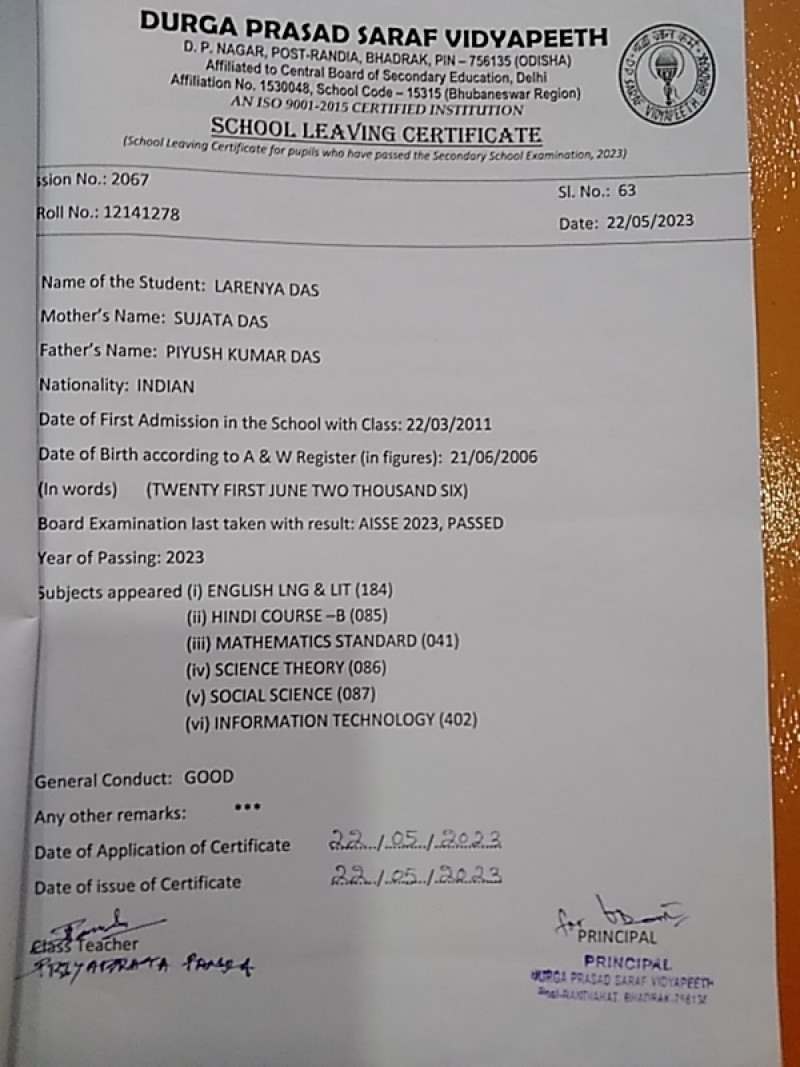 DURGA PRASAD SARAF VIDYAPEETH
D. P. NAGAR, POST-RANDIA, BHADRAK, PIN – 756135 (ODISHA)
Affiliated to Central Board of Secondary Education, Delhi
Affiliation No. 1530048, School Code – 15315 (Bhubaneswar Region)
AN ISO 9001-2015 CERTIFIED INSTITUTION
SCHOOL LEAVING CERTIFICATE
(School Leaving Certificate for pupils who have passed the Secondary School Examination, 2023)
ssion No.: 2067
Sl. No.: 63
Roll No.: 12141278
Date: 22/05/2023
Name of the Student: LARENYA DAS
Mother's Name: SUJATA DAS
Father's Name: PIYUSH KUMAR DAS
Nationality: INDIAN
Date of First Admission in the School with Class: 22/03/2011
Date of Birth according to A & W Register (in figures): 21/06/2006
(In words) (TWENTY FIRST JUNE TWO THOUSAND SIX)
Board Examination last taken with result: AISSE 2023, PASSED
Year of Passing: 2023
Subjects appeared (i) ENGLISH LNG & LIT (184)
(ii) HINDI COURSE –B (085)
(iii) MATHEMATICS STANDARD (041)
(iv) SCIENCE THEORY (086)
(v) SOCIAL SCIENCE (087)
(vi) INFORMATION TECHNOLOGY (402)
General Conduct: GOOD
Any other remarks: ***
Date of Application of Certificate 22/05/2023
Date of issue of Certificate 22/05/2023
for
Class Teacher
PRINCIPAL
PRINCIPAL
DURGA PRASAD SARAF VIDYAPEETH
BHADRAK